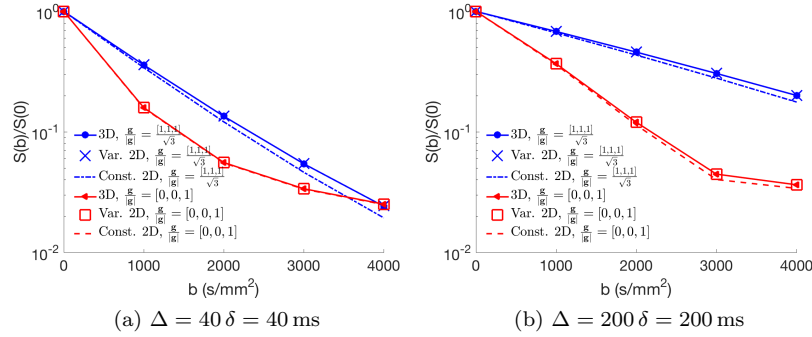 10^0
10^{-1}
10^{-2}
S(b)/S(0)
3D, g/|g| = [1,1,1]/√3
Var. 2D, g/|g| = [1,1,1]/√3
Const. 2D, g/|g| = [1,1,1]/√3
3D, g/|g| = [0, 0, 1]
Var. 2D, g/|g| = [0, 0, 1]
Const. 2D, g/|g| = [0, 0, 1]
0 1000 2000 3000 4000
b (s/mm^2)
(a) Δ = 40 δ = 40 ms
10^0
10^{-1}
10^{-2}
S(b)/S(0)
3D, g/|g| = [1,1,1]/√3
Var. 2D, g/|g| = [1,1,1]/√3
Const. 2D, g/|g| = [1,1,1]/√3
3D, g/|g| = [0, 0, 1]
Var. 2D, g/|g| = [0, 0, 1]
Const. 2D, g/|g| = [0, 0, 1]
0 1000 2000 3000 4000
b (s/mm^2)
(b) Δ = 200 δ = 200 ms